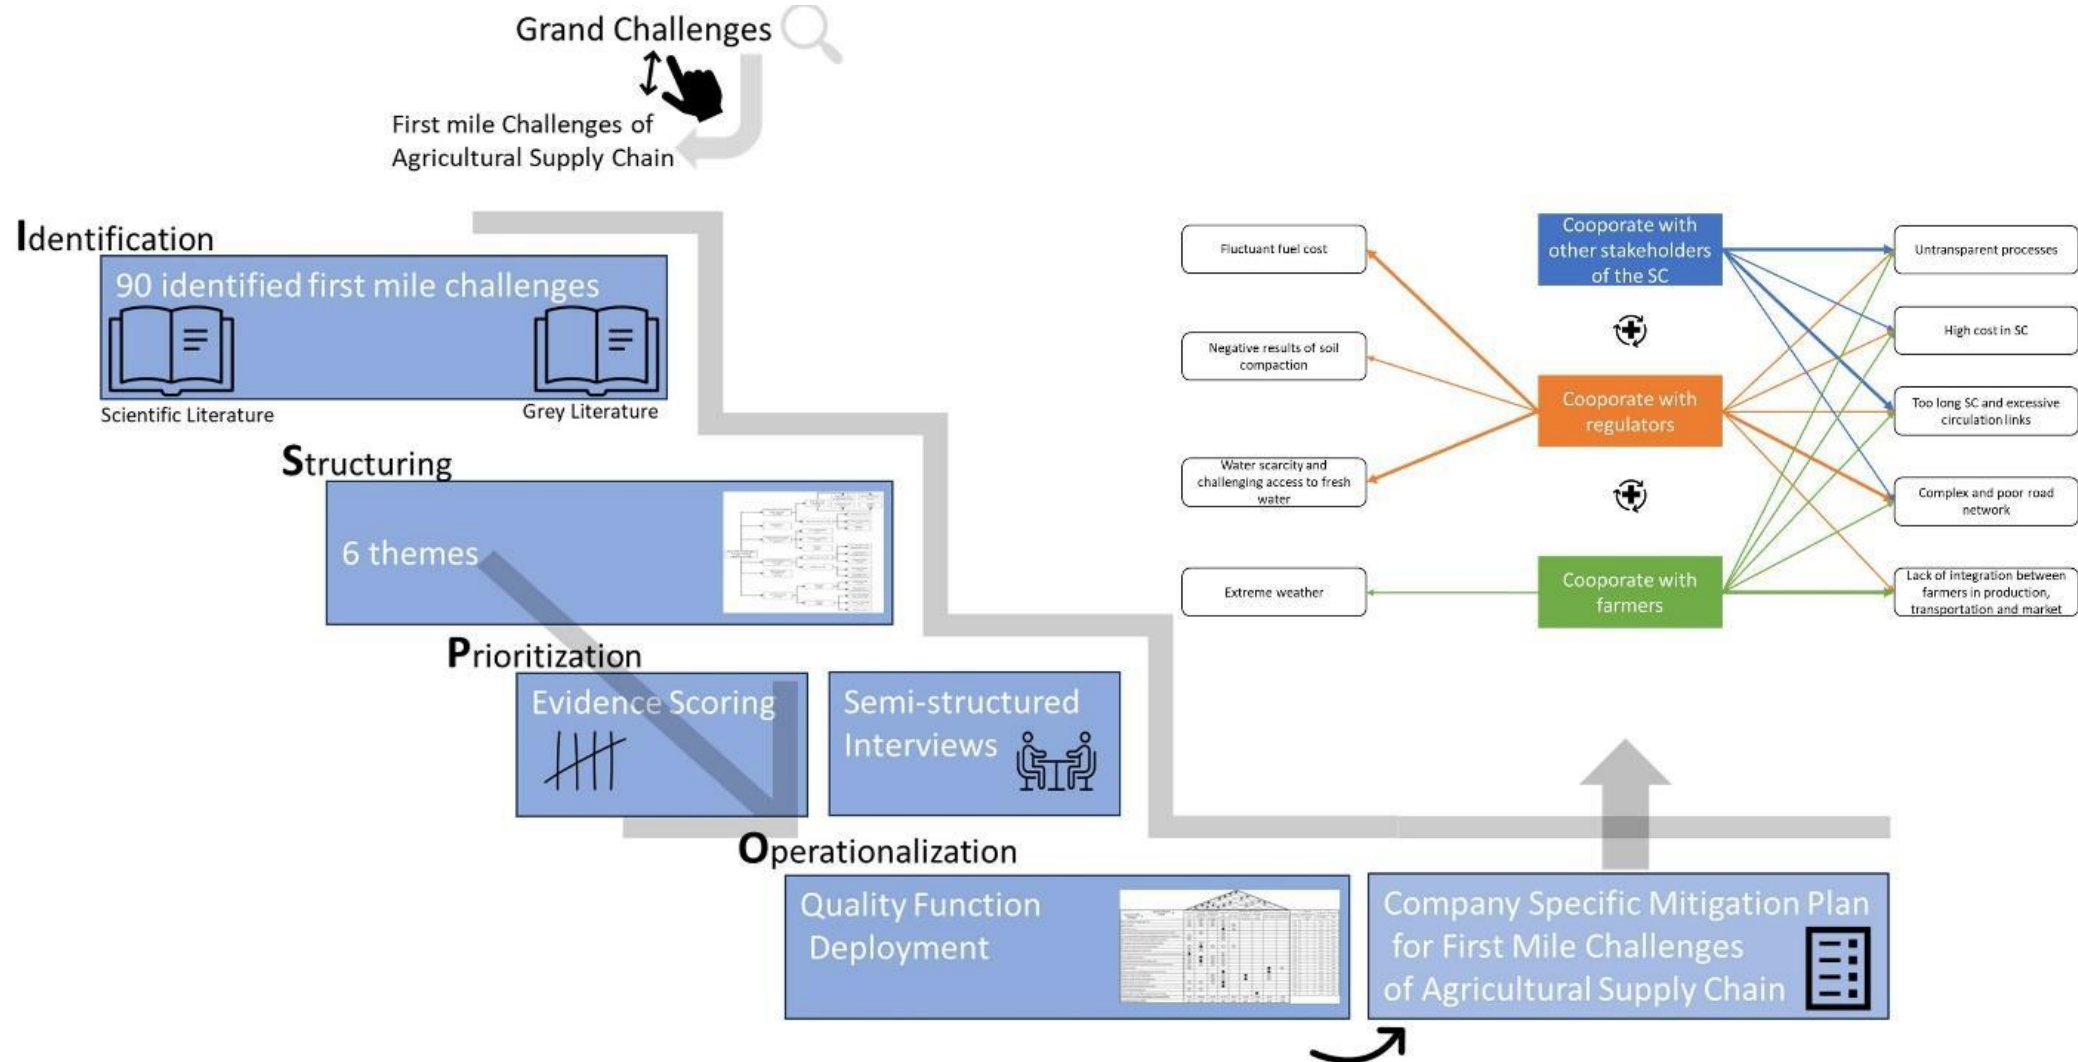 Grand Challenges
First mile Challenges of
Agricultural Supply Chain
Identification
90 identified first mile challenges
Scientific Literature
Grey Literature
Structuring
6 themes
Prioritization
Evidence Scoring
Semi-structured
Interviews
Operationalization
Quality Function
Deployment
Company Specific Mitigation Plan
for First Mile Challenges
of Agricultural Supply Chain
Fluctuant fuel cost
Negative results of soil
compaction
Water scarcity and
challenging access to fresh
water
Extreme weather
Cooporate with
other stakeholders
of the SC
Cooporate with
regulators
Cooporate with
farmers
Untransparent processes
High cost in SC
Too long SC and excessive
circulation links
Complex and poor road
network
Lack of integration between
farmers in production,
transportation and market